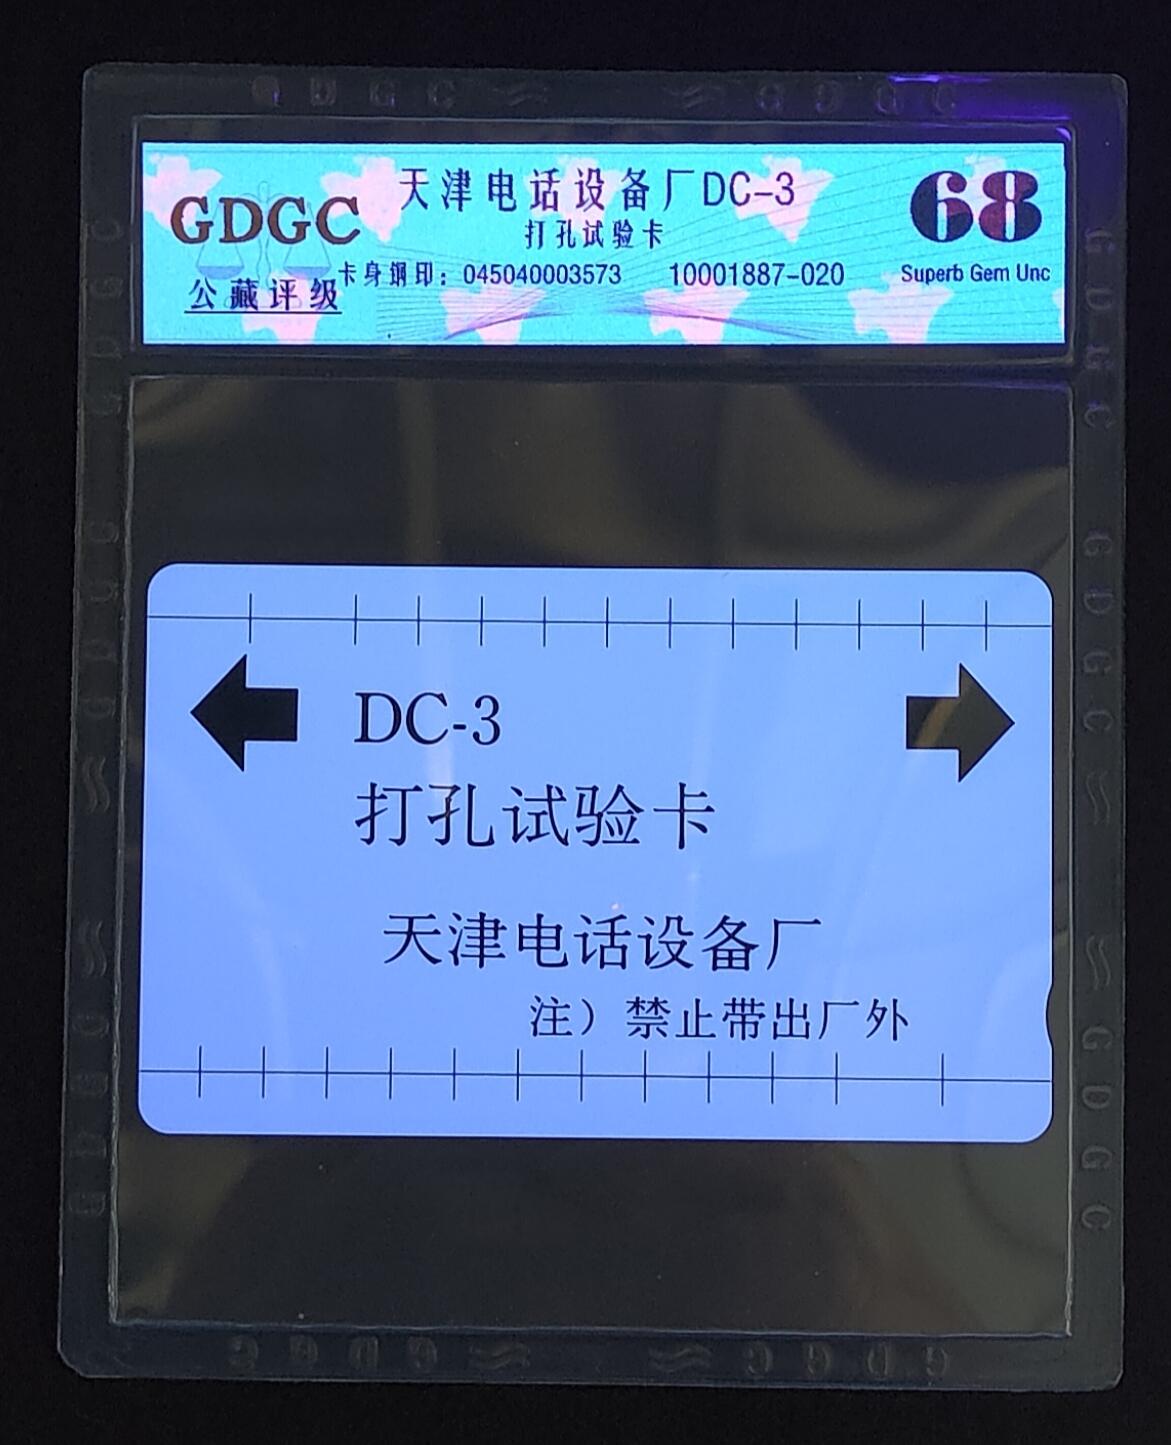 GDGC
公藏评级
天津电话设备厂DC-3
打孔试验卡
卡身钢印：045040003573 10001887-020
68
Superb Gem Unc
DC-3
打孔试验卡
天津电话设备厂
注）禁止带出厂外